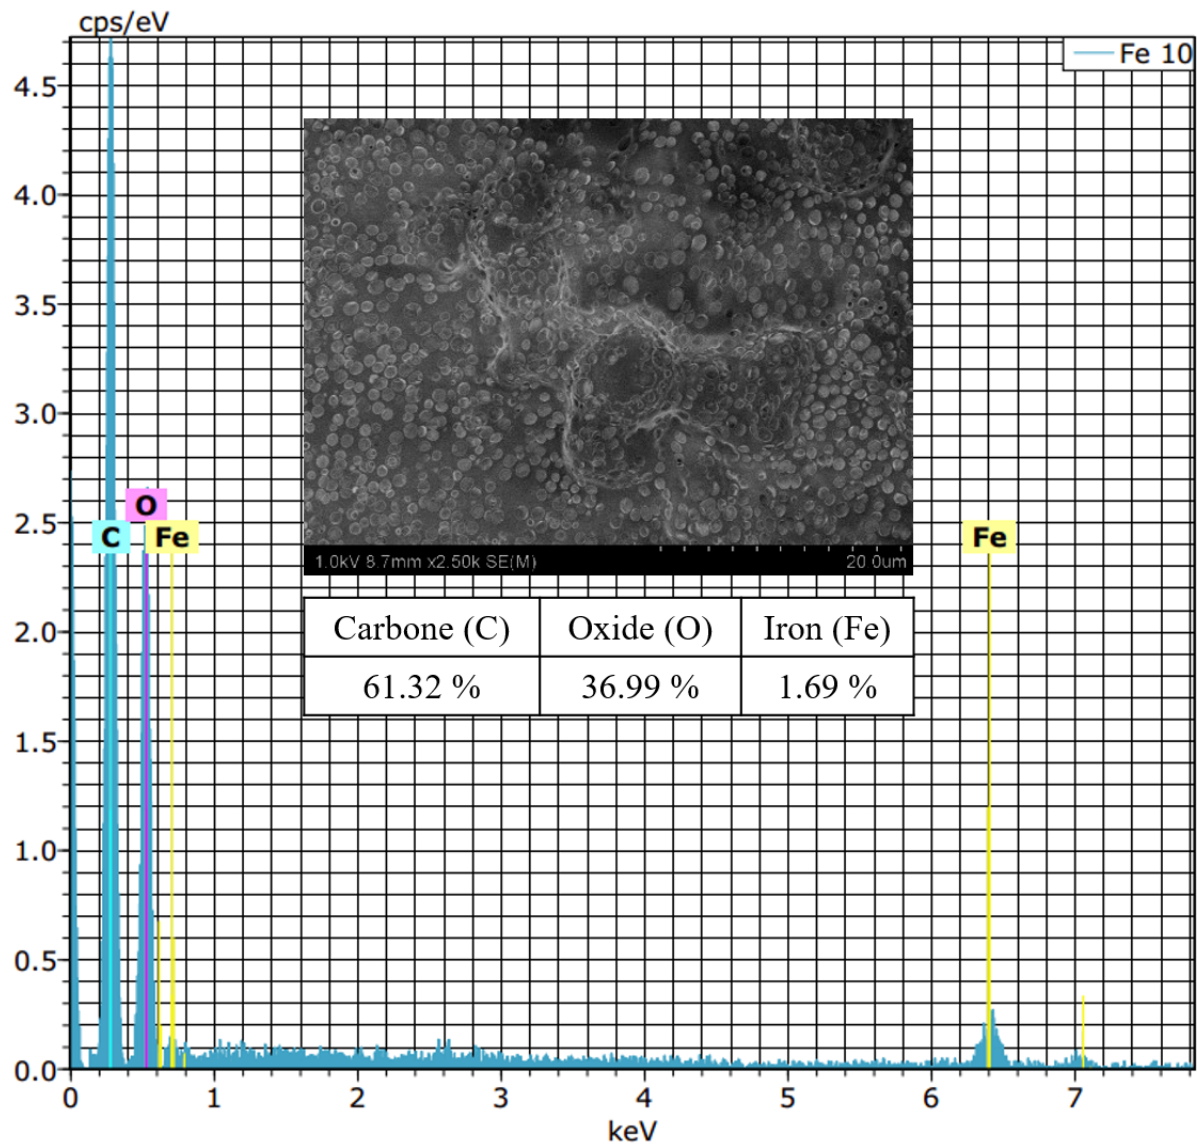 cps/eV
Fe 10
4.5
4.0
3.5
3.0
2.5
2.0
1.5
1.0
0.5
0.0
O
C Fe
Fe
1.0kV 8.7mm x2.50k SE(M) 20.0um
Carbone (C) Oxide (O) Iron (Fe)
61.32 % 36.99 % 1.69 %
0 1 2 3 4 5 6 7
keV